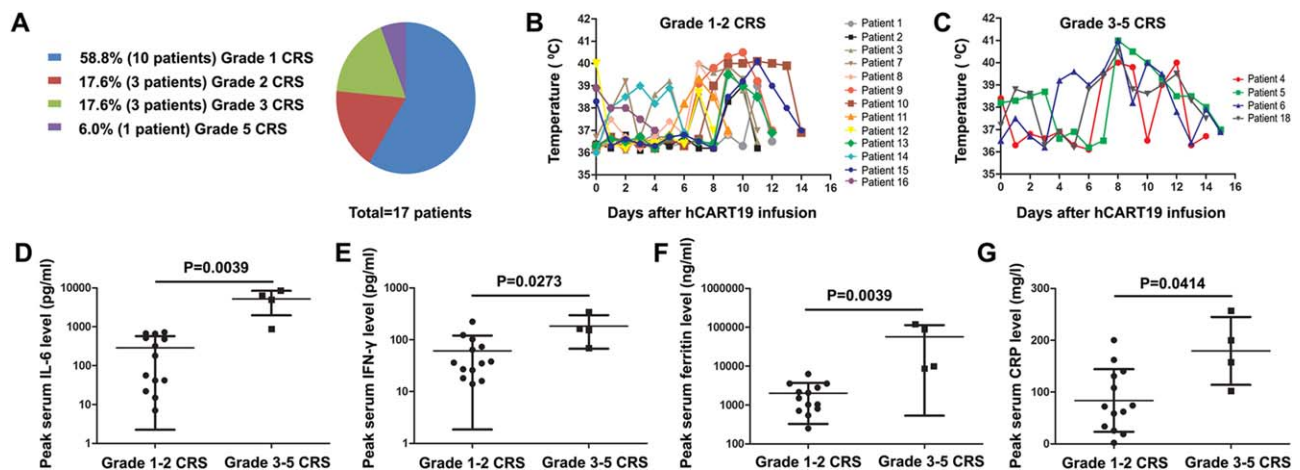 A
58.8% (10 patients) Grade 1 CRS
17.6% (3 patients) Grade 2 CRS
17.6% (3 patients) Grade 3 CRS
6.0% (1 patient) Grade 5 CRS
Total=17 patients
B
Grade 1-2 CRS
Temperature ( ⁰C)
42
41
40
39
38
37
36
35
0 2 4 6 8 10 12 14 16
Days after hCART19 infusion
Patient 1
Patient 2
Patient 3
Patient 7
Patient 8
Patient 9
Patient 10
Patient 11
Patient 12
Patient 13
Patient 14
Patient 15
Patient 16
C
Grade 3-5 CRS
Temperature ( ⁰C)
42
41
40
39
38
37
36
35
0 2 4 6 8 10 12 14 16
Days after hCART19 infusion
Patient 4
Patient 5
Patient 6
Patient 18
D
P=0.0039
Peak serum IL-6 level (pg/ml)
10000
1000
100
10
1
Grade 1-2 CRS Grade 3-5 CRS
E
P=0.0273
Peak serum IFN-γ level (pg/ml)
1000
100
10
1
Grade 1-2 CRS Grade 3-5 CRS
F
P=0.0039
Peak serum ferritin level (ng/ml)
1000000
100000
10000
1000
100
Grade 1-2 CRS Grade 3-5 CRS
G
P=0.0414
Peak serum CRP level (mg/l)
300
200
100
0
Grade 1-2 CRS Grade 3-5 CRS